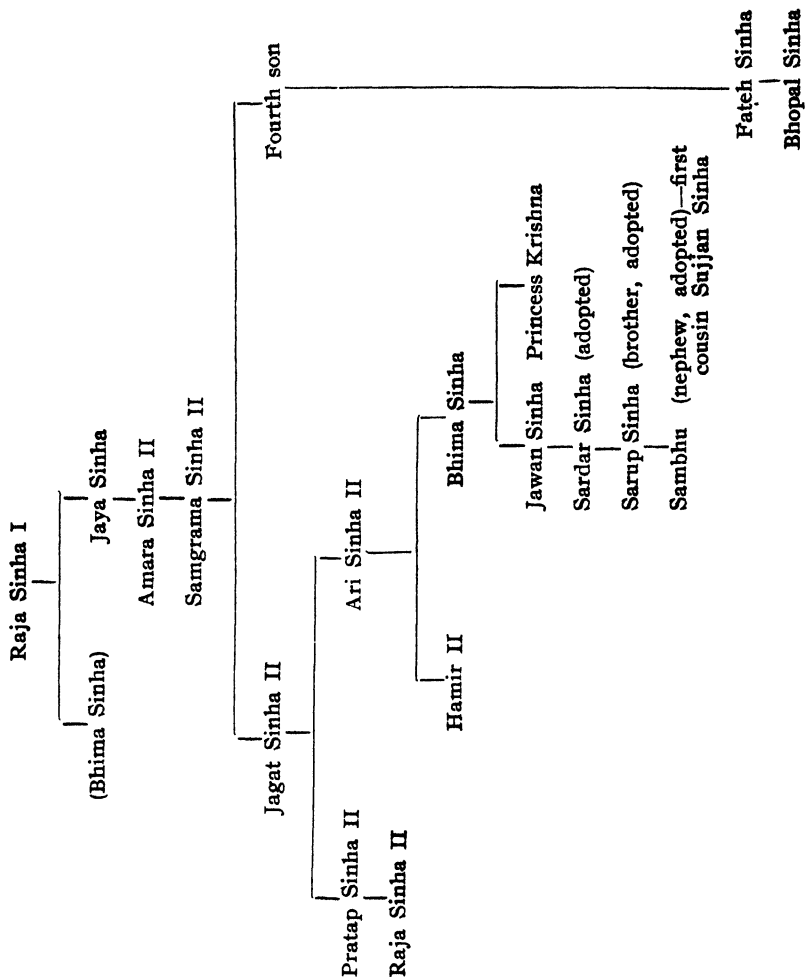 Raja Sinha I
(Bhima Sinha)
Jaya Sinha
Amara Sinha II
Samgrama Sinha II
Jagat Sinha II
Fourth son
Pratap Sinha II
Ari Sinha II
Raja Sinha II
Hamir II
Bhima Sinha
Jawan Sinha
Princess Krishna
Sardar Sinha (adopted)
Sarup Sinha (brother, adopted)
Sambhu (nephew, adopted)—first
cousin Sujjan Sinha
Fateh Sinha
Bhopal Sinha